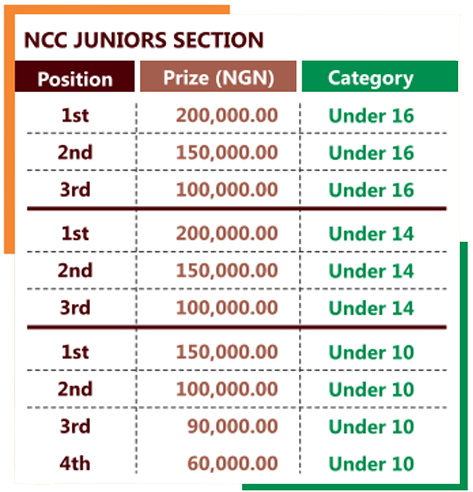 NCC JUNIORS SECTION
Position Prize (NGN) Category
1st 200,000.00 Under 16
2nd 150,000.00 Under 16
3rd 100,000.00 Under 16
1st 200,000.00 Under 14
2nd 150,000.00 Under 14
3rd 100,000.00 Under 14
1st 150,000.00 Under 10
2nd 100,000.00 Under 10
3rd 90,000.00 Under 10
4th 60,000.00 Under 10